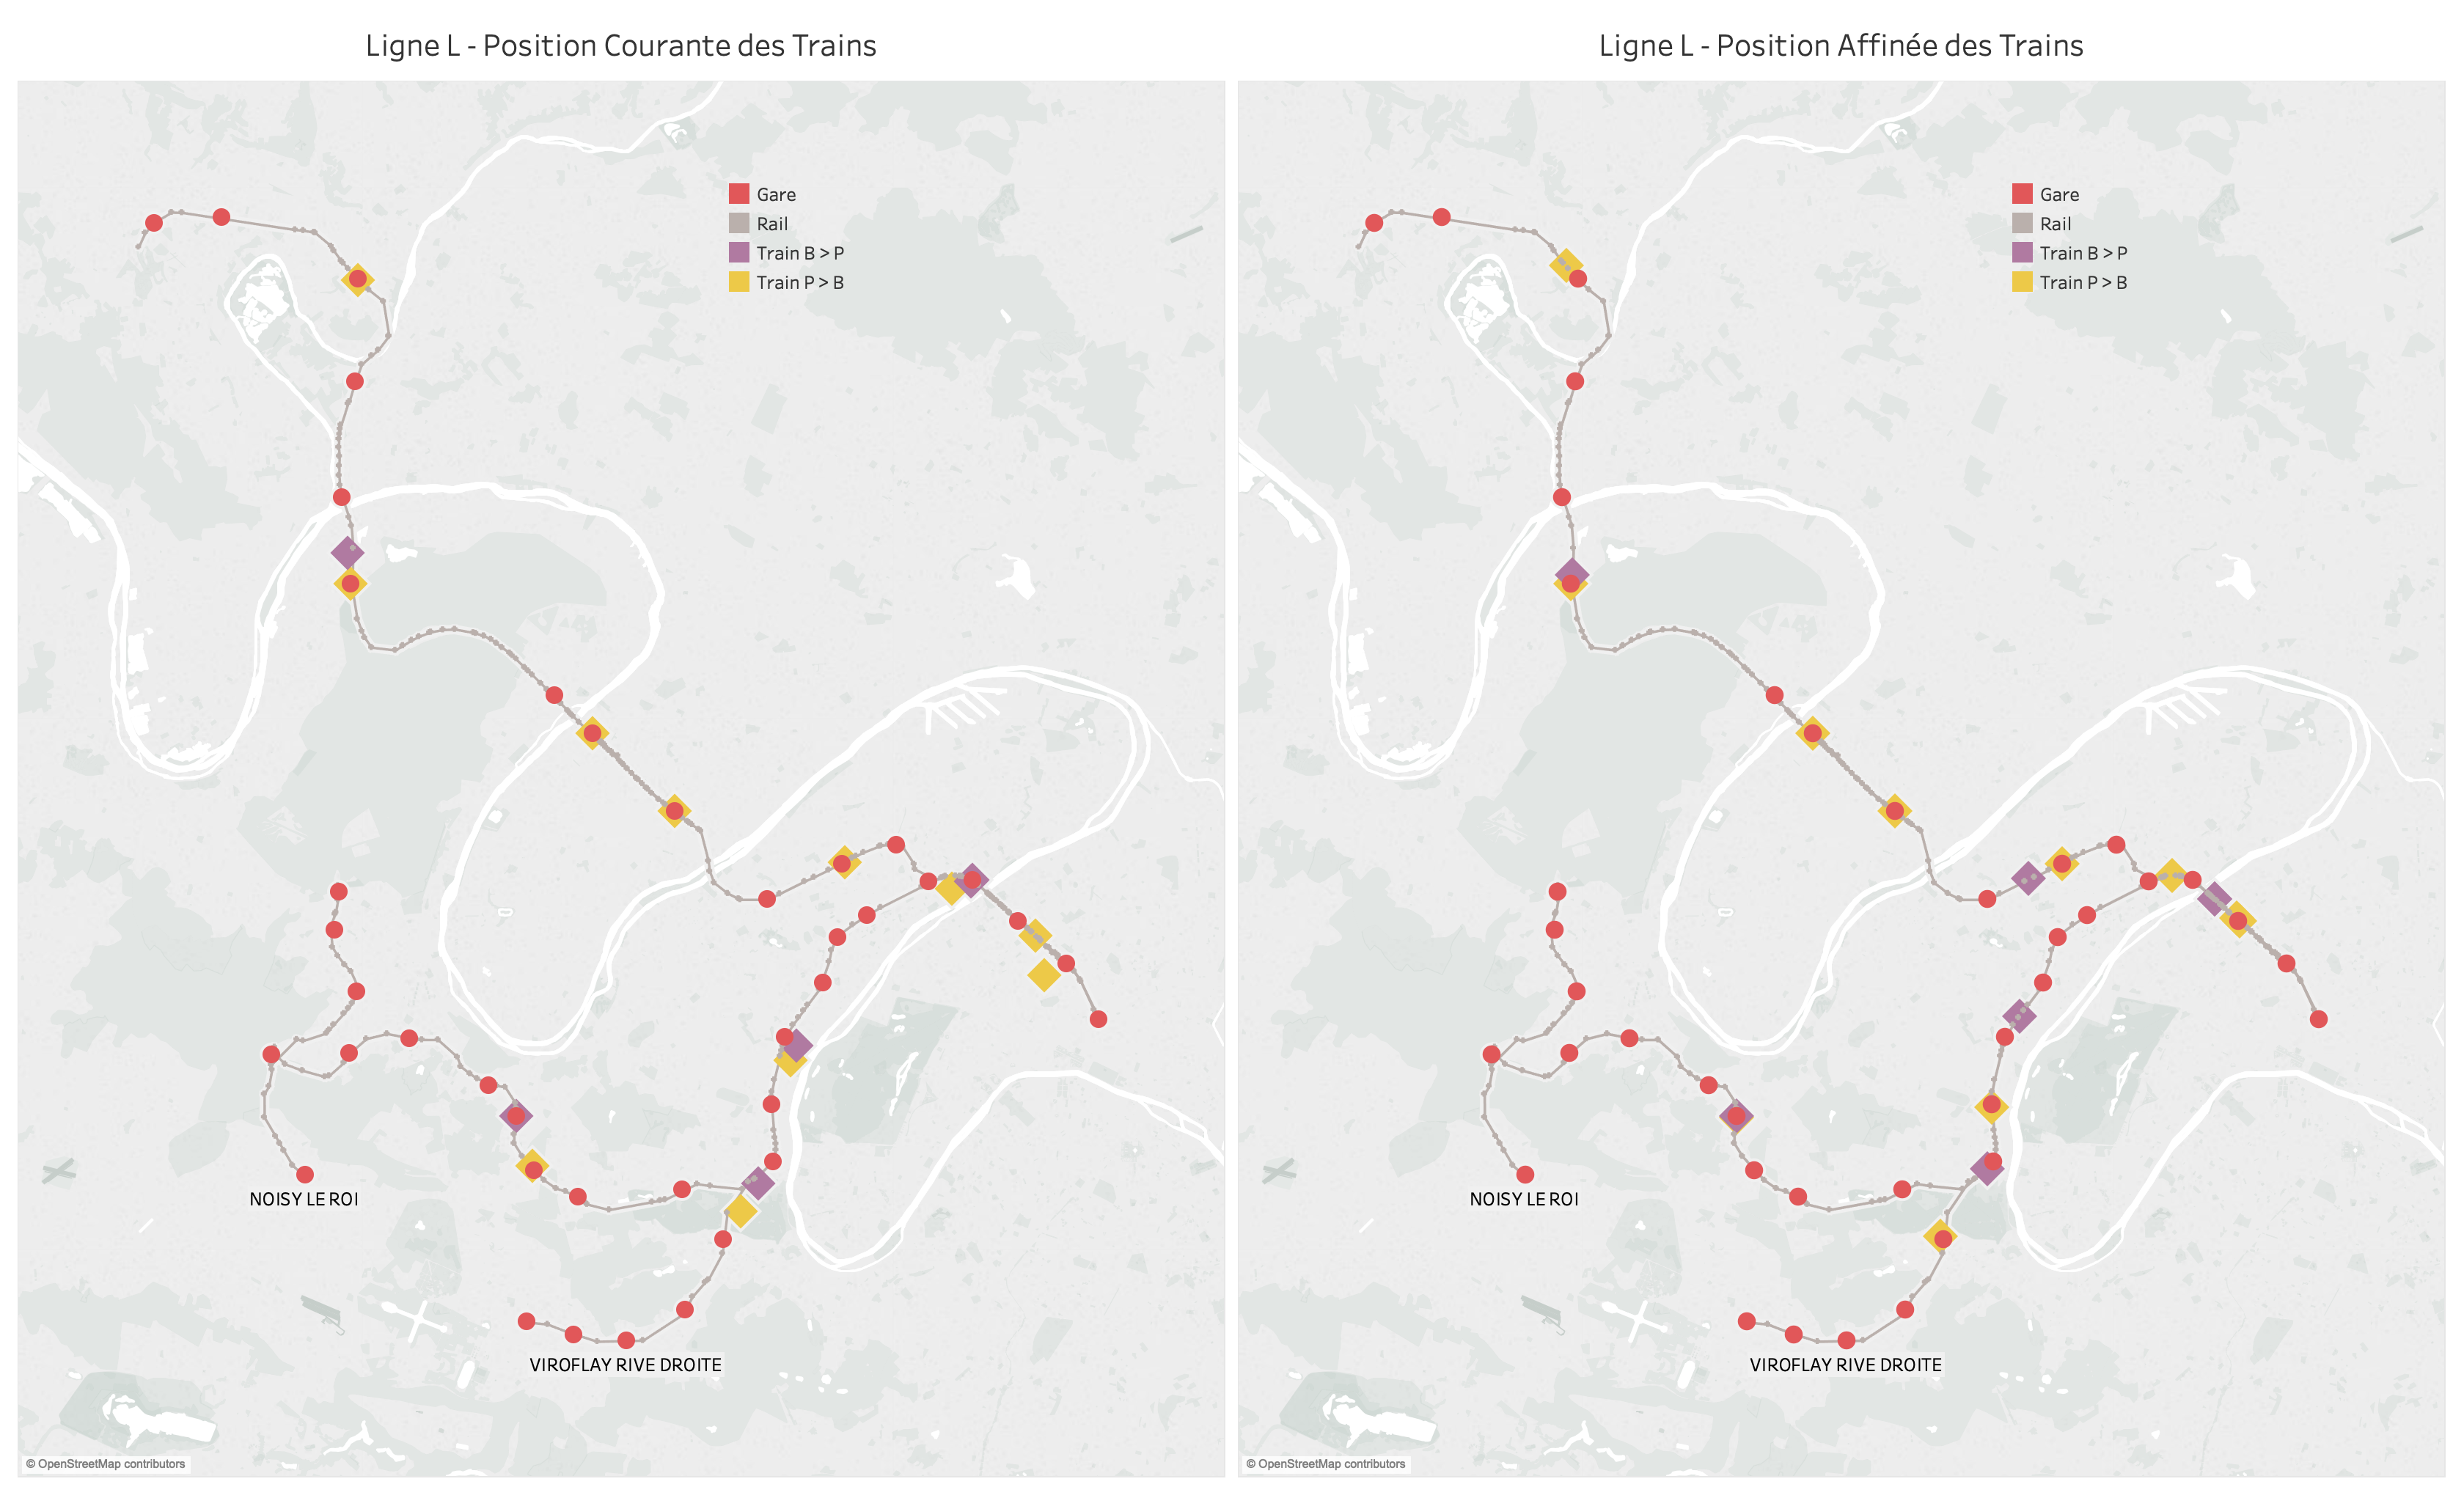 Ligne L - Position Courante des Trains
Gare
Rail
Train B > P
Train P > B
NOISY LE ROI
VIROFLAY RIVE DROITE
© OpenStreetMap contributors
Ligne L - Position Affinée des Trains
Gare
Rail
Train B > P
Train P > B
NOISY LE ROI
VIROFLAY RIVE DROITE
© OpenStreetMap contributors